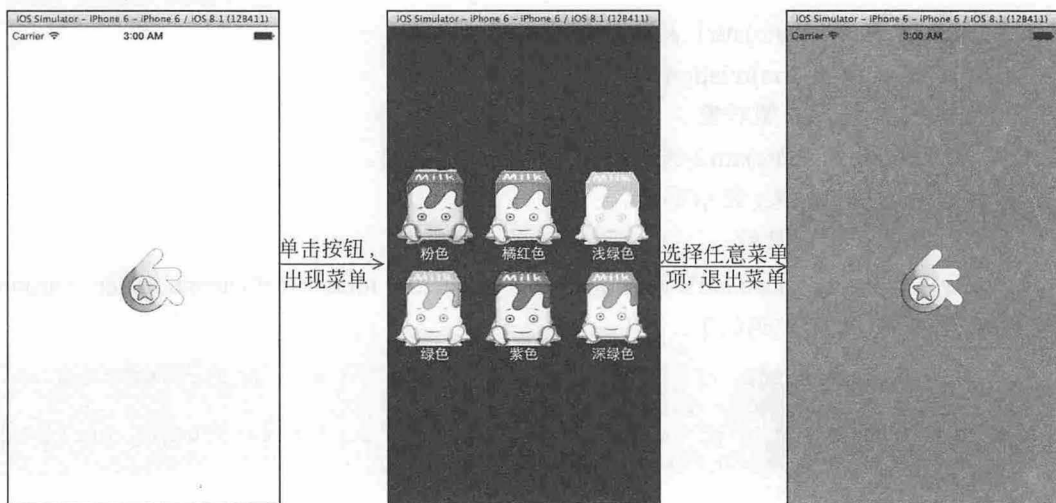 iOS Simulator - iPhone 6 - iPhone 6 / iOS 8.1 (12B411)
Carrier
3:00 AM
iOS Simulator - iPhone 6 - iPhone 6 / iOS 8.1 (12B411)
Milk
Milk
Milk
粉色
橘红色
浅绿色
绿色
紫色
深绿色
单击按钮,
出现菜单
选择任意菜单
项, 退出菜单
iOS Simulator - iPhone 6 - iPhone 6 / iOS 8.1 (12B411)
Carrier
3:00 AM